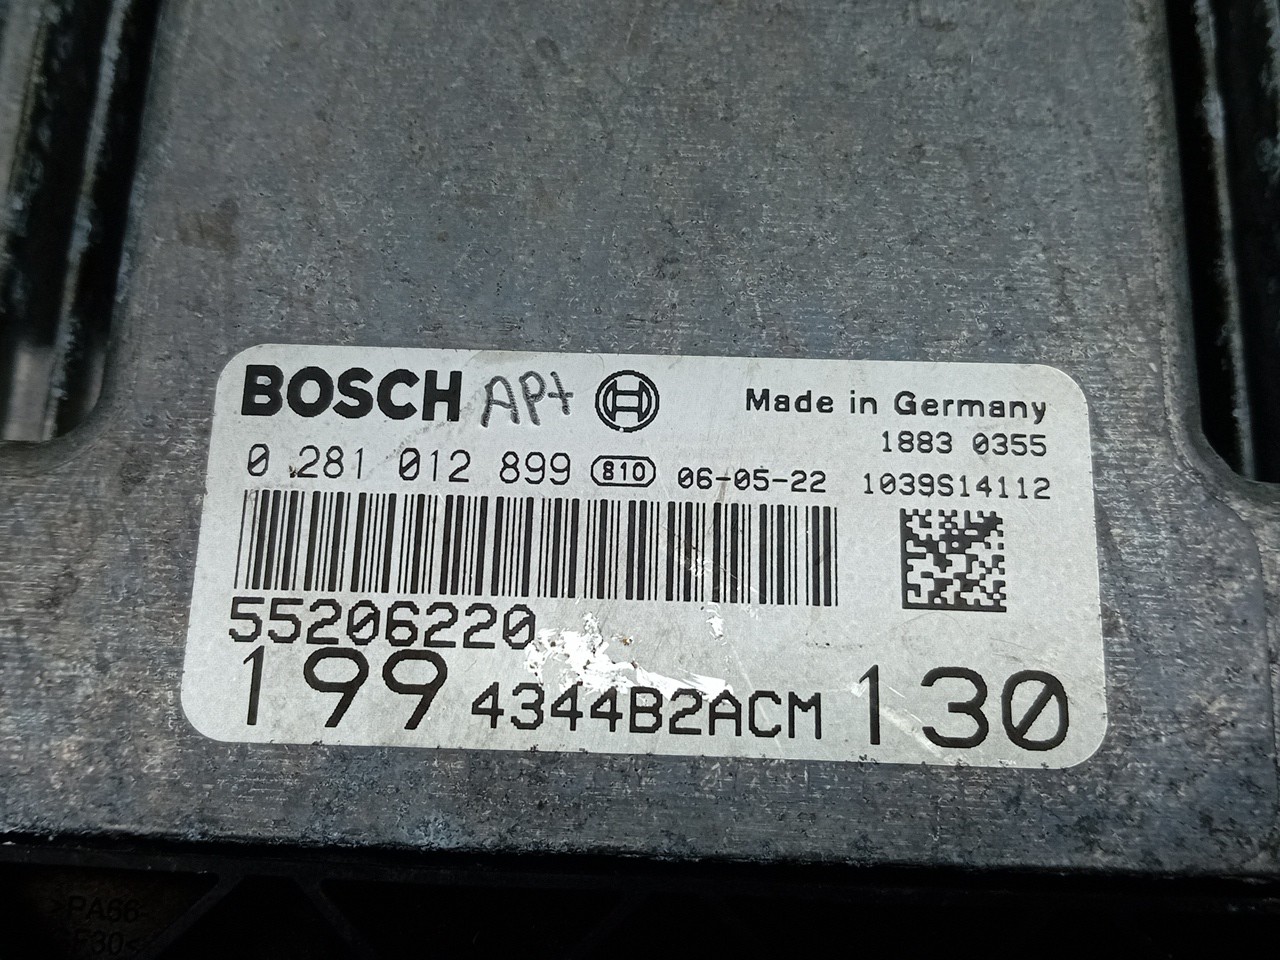 BOSCH APt
Made in Germany
1883 0355
0 281 012 899 810 06-05-22 1039S14112
55206220
199 4344B2ACM 130
>PA66-
F30<